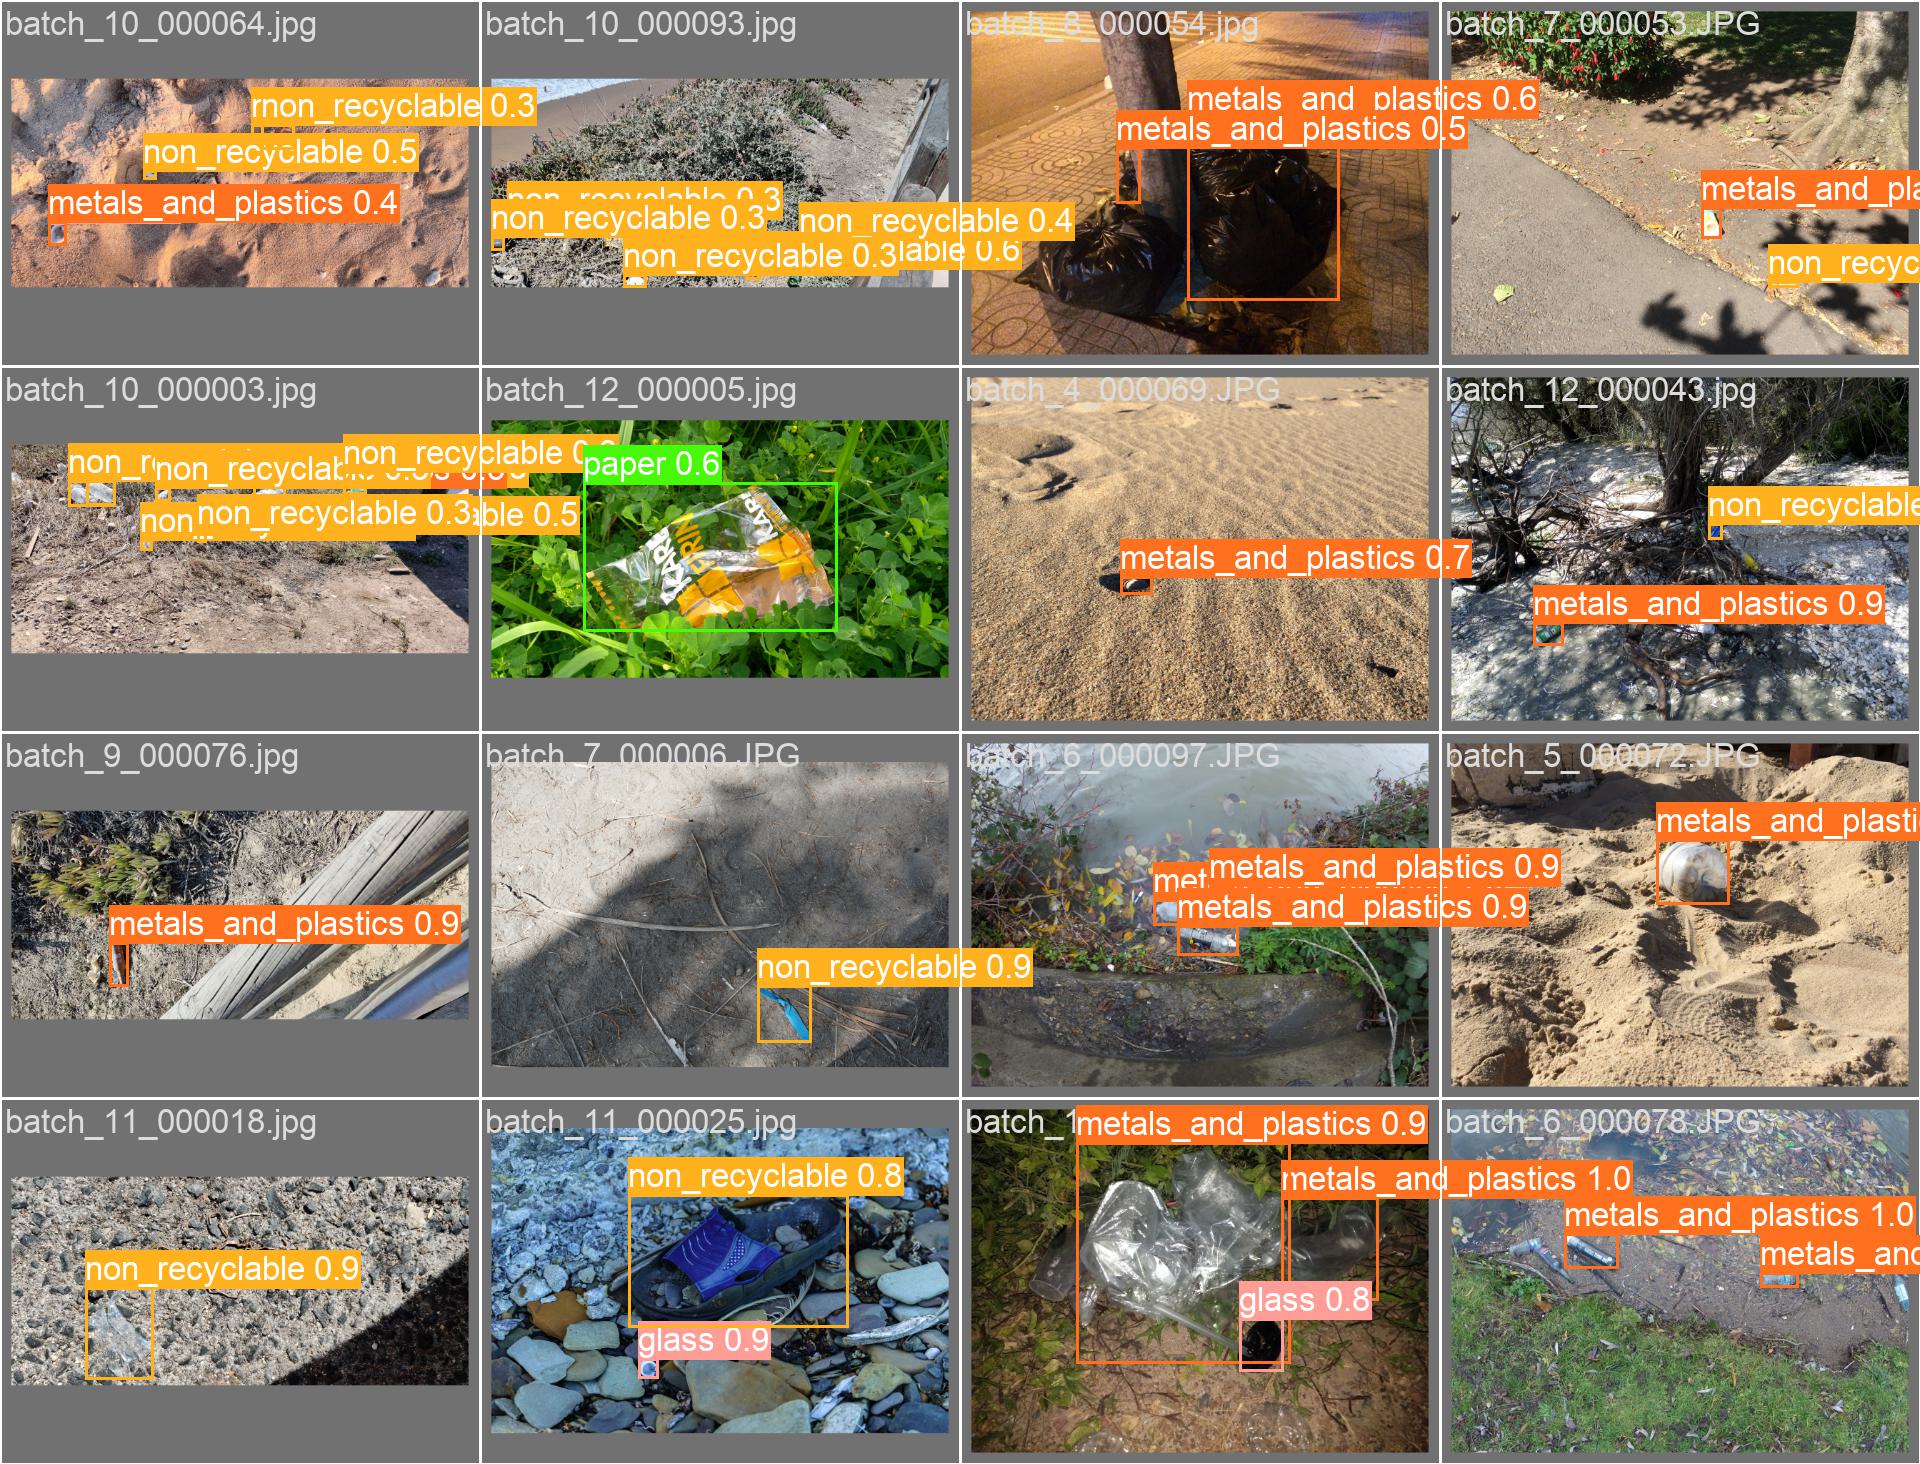 batch_10_000064.jpg
rnon_recyclable 0.3
non_recyclable 0.5
metals_and_plastics 0.4
batch_10_000093.jpg
non_recyclable 0.3
non_recyclable 0.3
non_recyclable 0.4
non_recyclable 0.3
lable 0.6
batch_8_000054.jpg
metals_and_plastics 0.6
metals_and_plastics 0.5
batch_7_000053.JPG
metals_and_pla
non_recyc
batch_10_000003.jpg
non_r
non_recyclab
non_recyclable 0.
non
non_recyclable 0.3
able 0.5
batch_12_000005.jpg
paper 0.6
batch_4_000069.JPG
metals_and_plastics 0.7
batch_12_000043.jpg
non_recyclable
metals_and_plastics 0.9
batch_9_000076.jpg
metals_and_plastics 0.9
batch_7_000006.JPG
non_recyclable 0.9
batch_6_000097.JPG
metals_and_plastics 0.9
met
metals_and_plastics 0.9
batch_5_000072.JPG
metals_and_plasti
batch_11_000018.jpg
non_recyclable 0.9
batch_11_000025.jpg
non_recyclable 0.8
glass 0.9
batch_1
metals_and_plastics 0.9
metals_and_plastics 1.0
glass 0.8
batch_6_000078.JPG
metals_and_plastics 1.0
metals_and